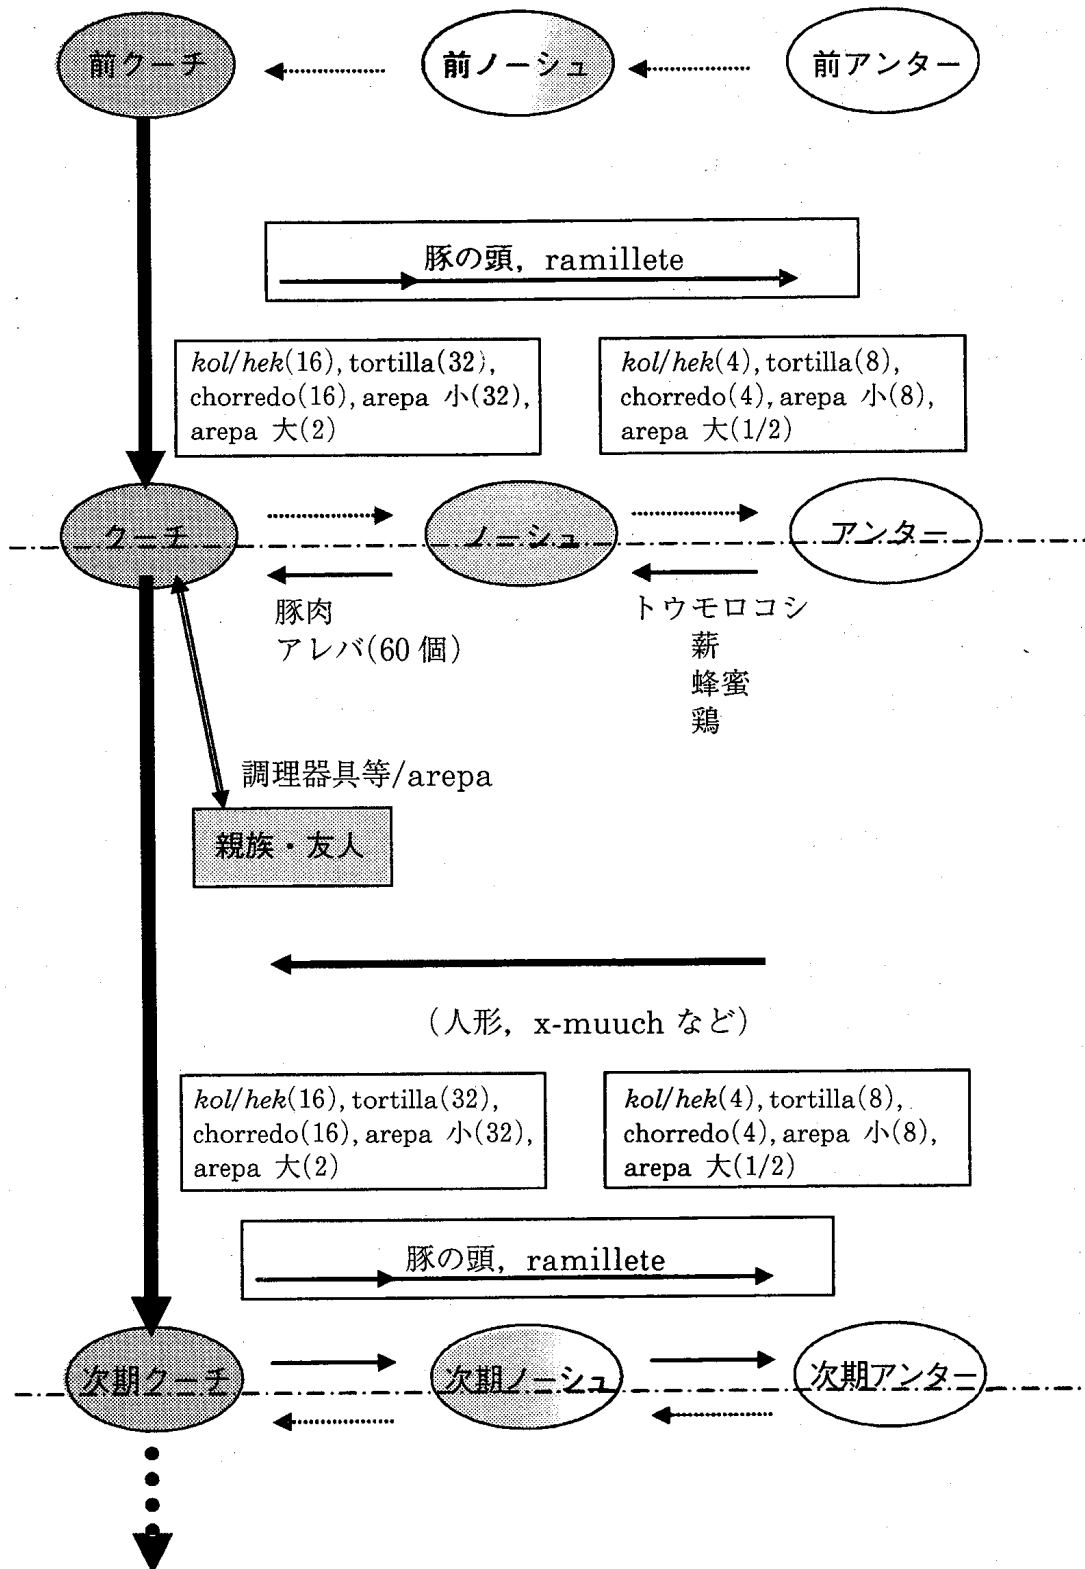 前クーチ
前ノーシュ
前アンター
豚の頭, ramillete
kol/hek(16), tortilla(32),
chorredo(16), arepa 小(32),
arepa 大(2)
kol/hek(4), tortilla(8),
chorredo(4), arepa 小(8),
arepa 大(1/2)
クーチ
ノーシュ
アンター
豚肉
アレパ(60個)
トウモロコシ
薪
蜂蜜
鶏
調理器具等/arepa
親族・友人
(人形, x-muuch など)
kol/hek(16), tortilla(32),
chorredo(16), arepa 小(32),
arepa 大(2)
kol/hek(4), tortilla(8),
chorredo(4), arepa 小(8),
arepa 大(1/2)
豚の頭, ramillete
次期クーチ
次期ノーシュ
次期アンター